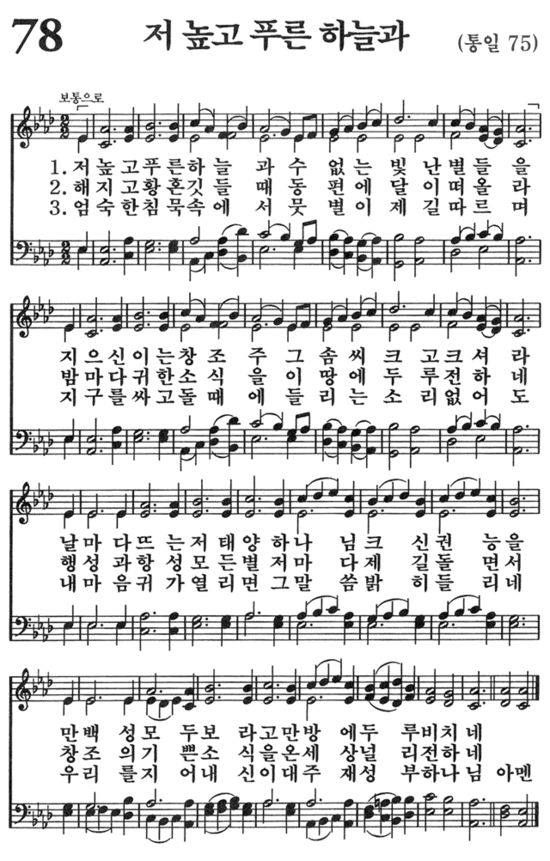 78 저 높고 푸른 하늘과 (통일 75)
보통으로
1. 저 높고 푸른 하늘과 수없는 빛난 별들을
2. 해 지고 황혼 깃들 때 동편에 달이 떠올라
3. 엄숙한 침묵 속에서 뭇별이 제 길 따르며
지으신 이는 창조주 그 솜씨 크고 크셔라
밤마다 귀한 소식을 이 땅에 두루 전하네
지구를 싸고 돌 때에 들리는 소리 없어도
날마다 뜨는 저 태양 하나님 크신 권능을
행성과 항성 모든 별 저마다 제 길 돌면서
내 마음 귀가 열리면 그 말씀 밝히 들리네
만백성 모두 보라고 만방에 두루 비치네
창조의 기쁜 소식을 온 세상 널리 전하네
우리를 지어내신 이 대주재 성부 하나님 아멘